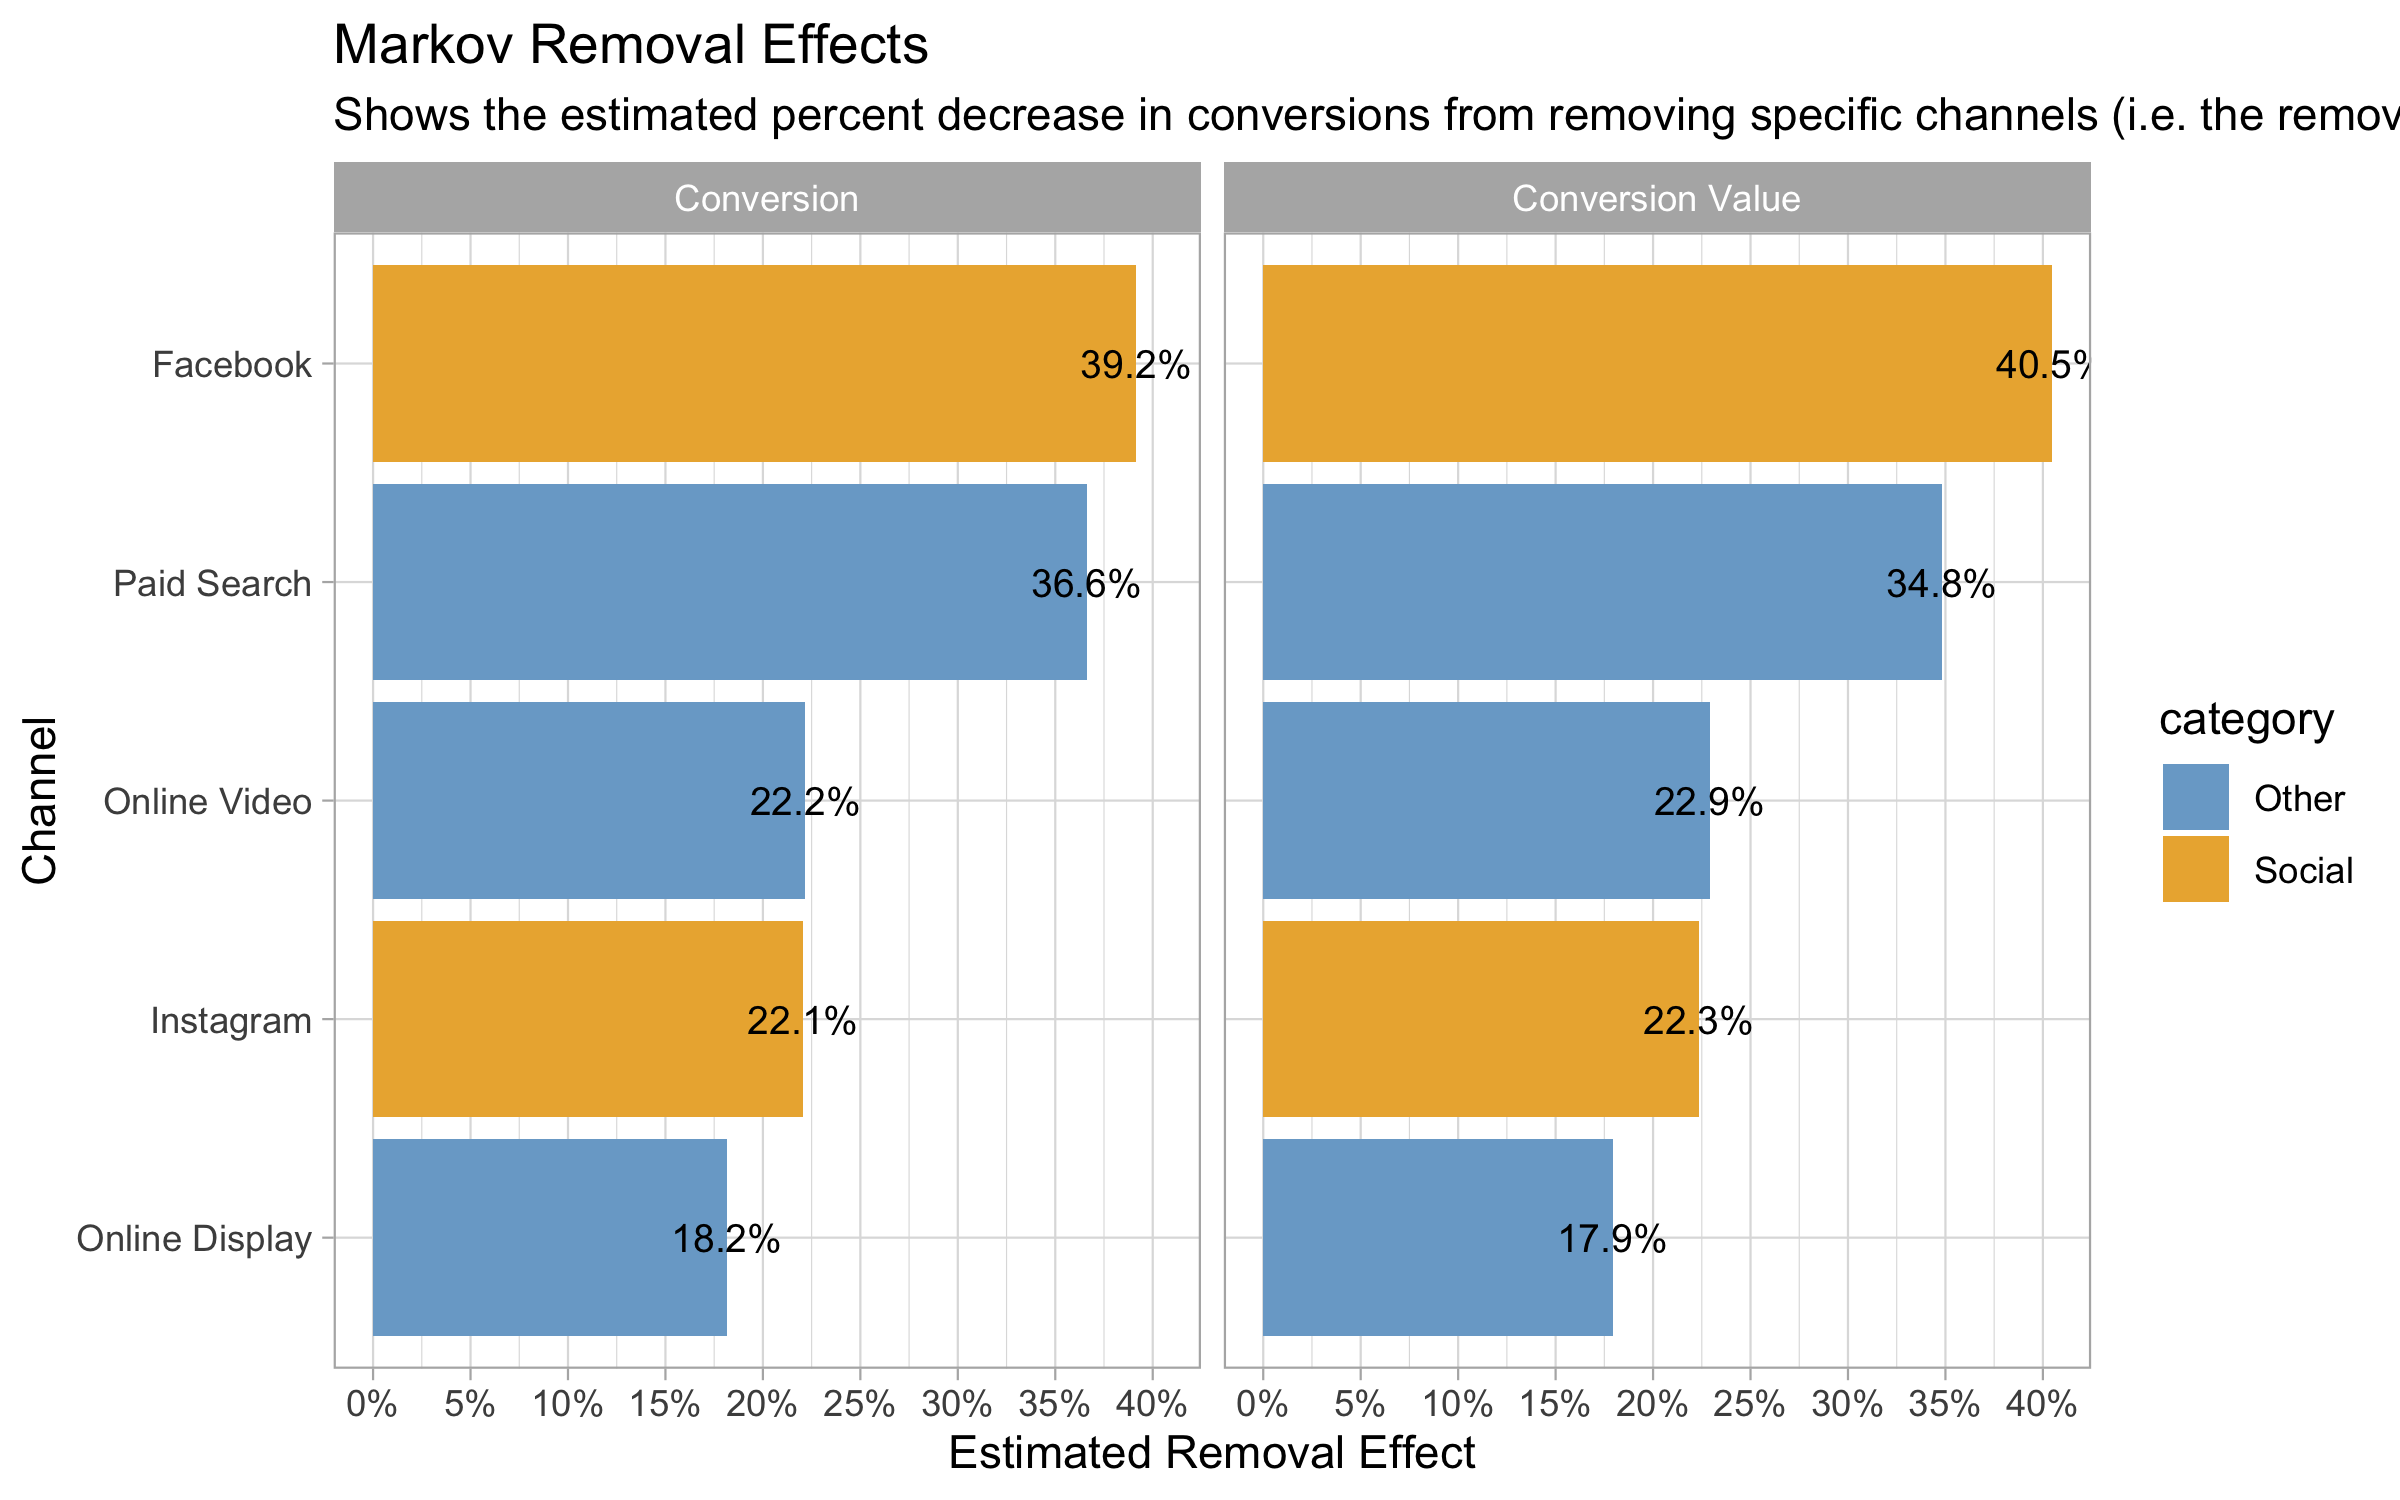 Markov Removal Effects
Shows the estimated percent decrease in conversions from removing specific channels (i.e. the remov
Conversion
Conversion Value
Channel
Facebook
39.2%
40.5%
Paid Search
36.6%
34.8%
Online Video
22.2%
22.9%
Instagram
22.1%
22.3%
Online Display
18.2%
17.9%
0% 5% 10% 15% 20% 25% 30% 35% 40%
0% 5% 10% 15% 20% 25% 30% 35% 40%
Estimated Removal Effect
category
Other
Social